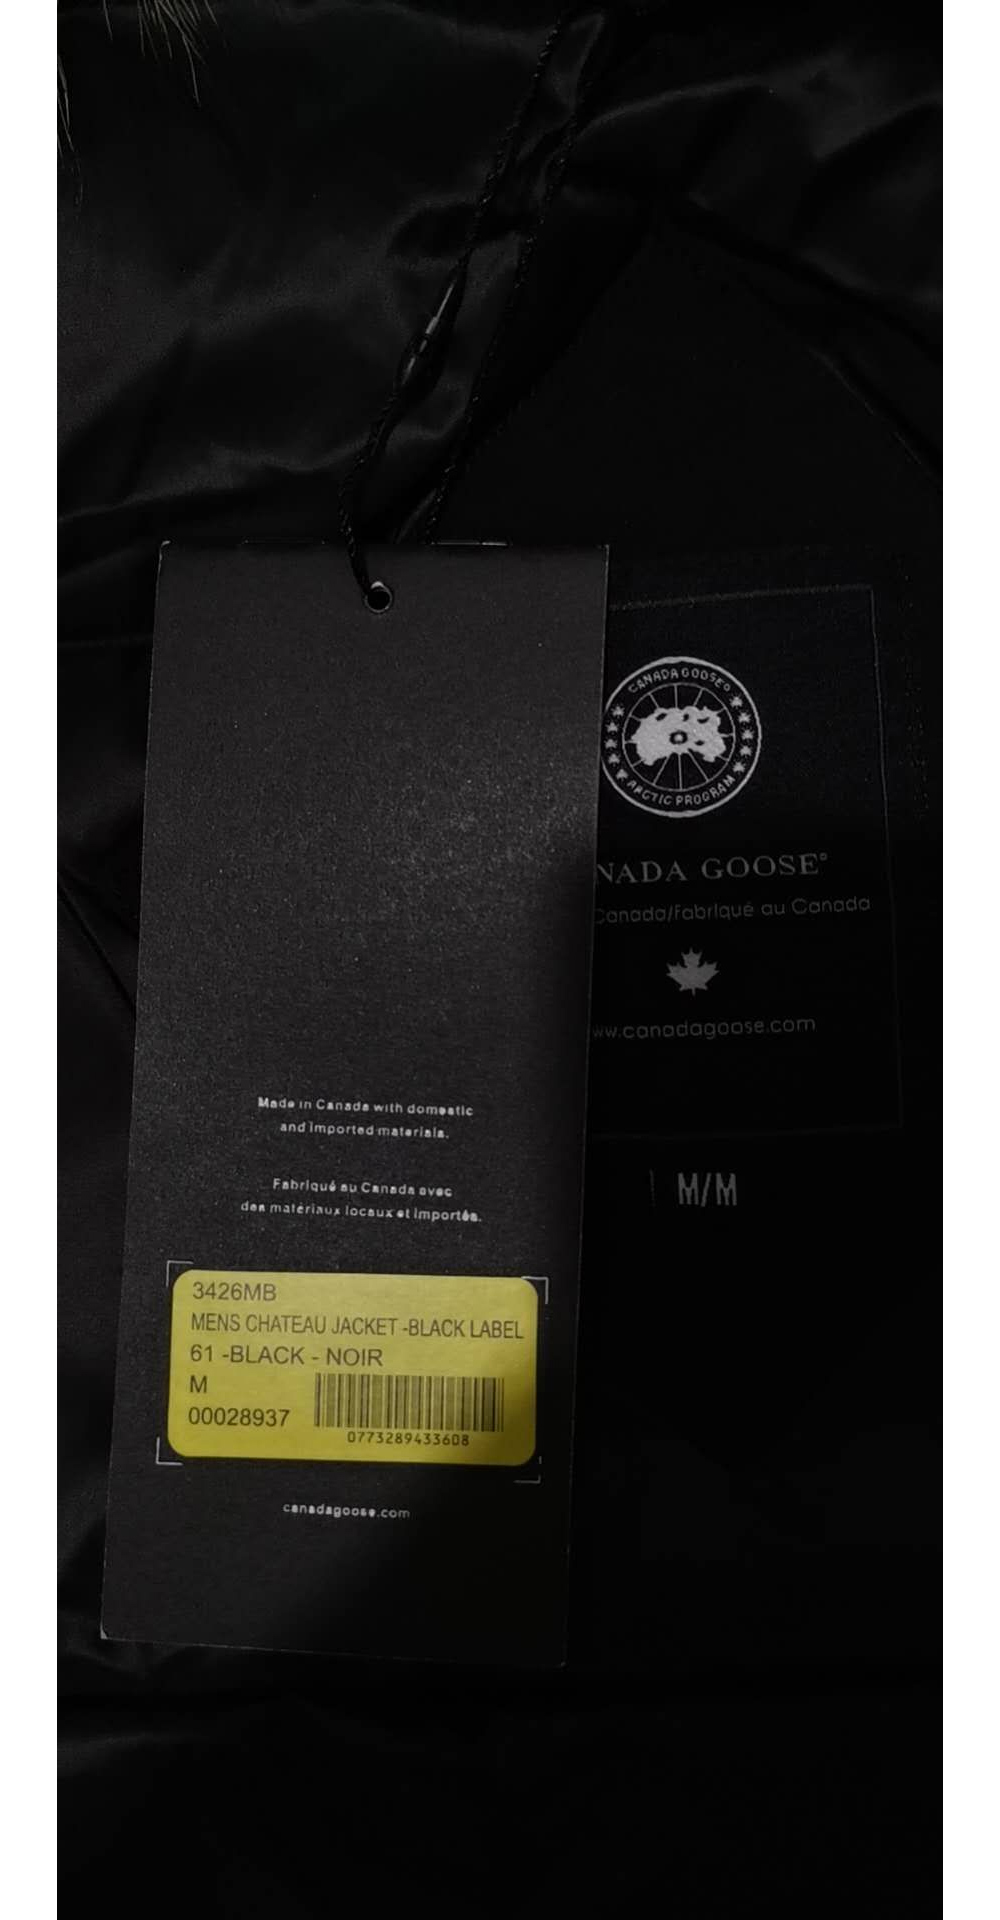 CANADA GOOSE®
ARCTIC PROGRAM
NADA GOOSE®
Canada/Fabriqué au Canada
ww.canadagoose.com
M/M
Made in Canada with domestic
and imported materials.
Fabriqué au Canada avec
des matériaux locaux et importés.
3426MB
MENS CHATEAU JACKET -BLACK LABEL
61 -BLACK - NOIR
M
00028937
0773289433608
canadagoose.com